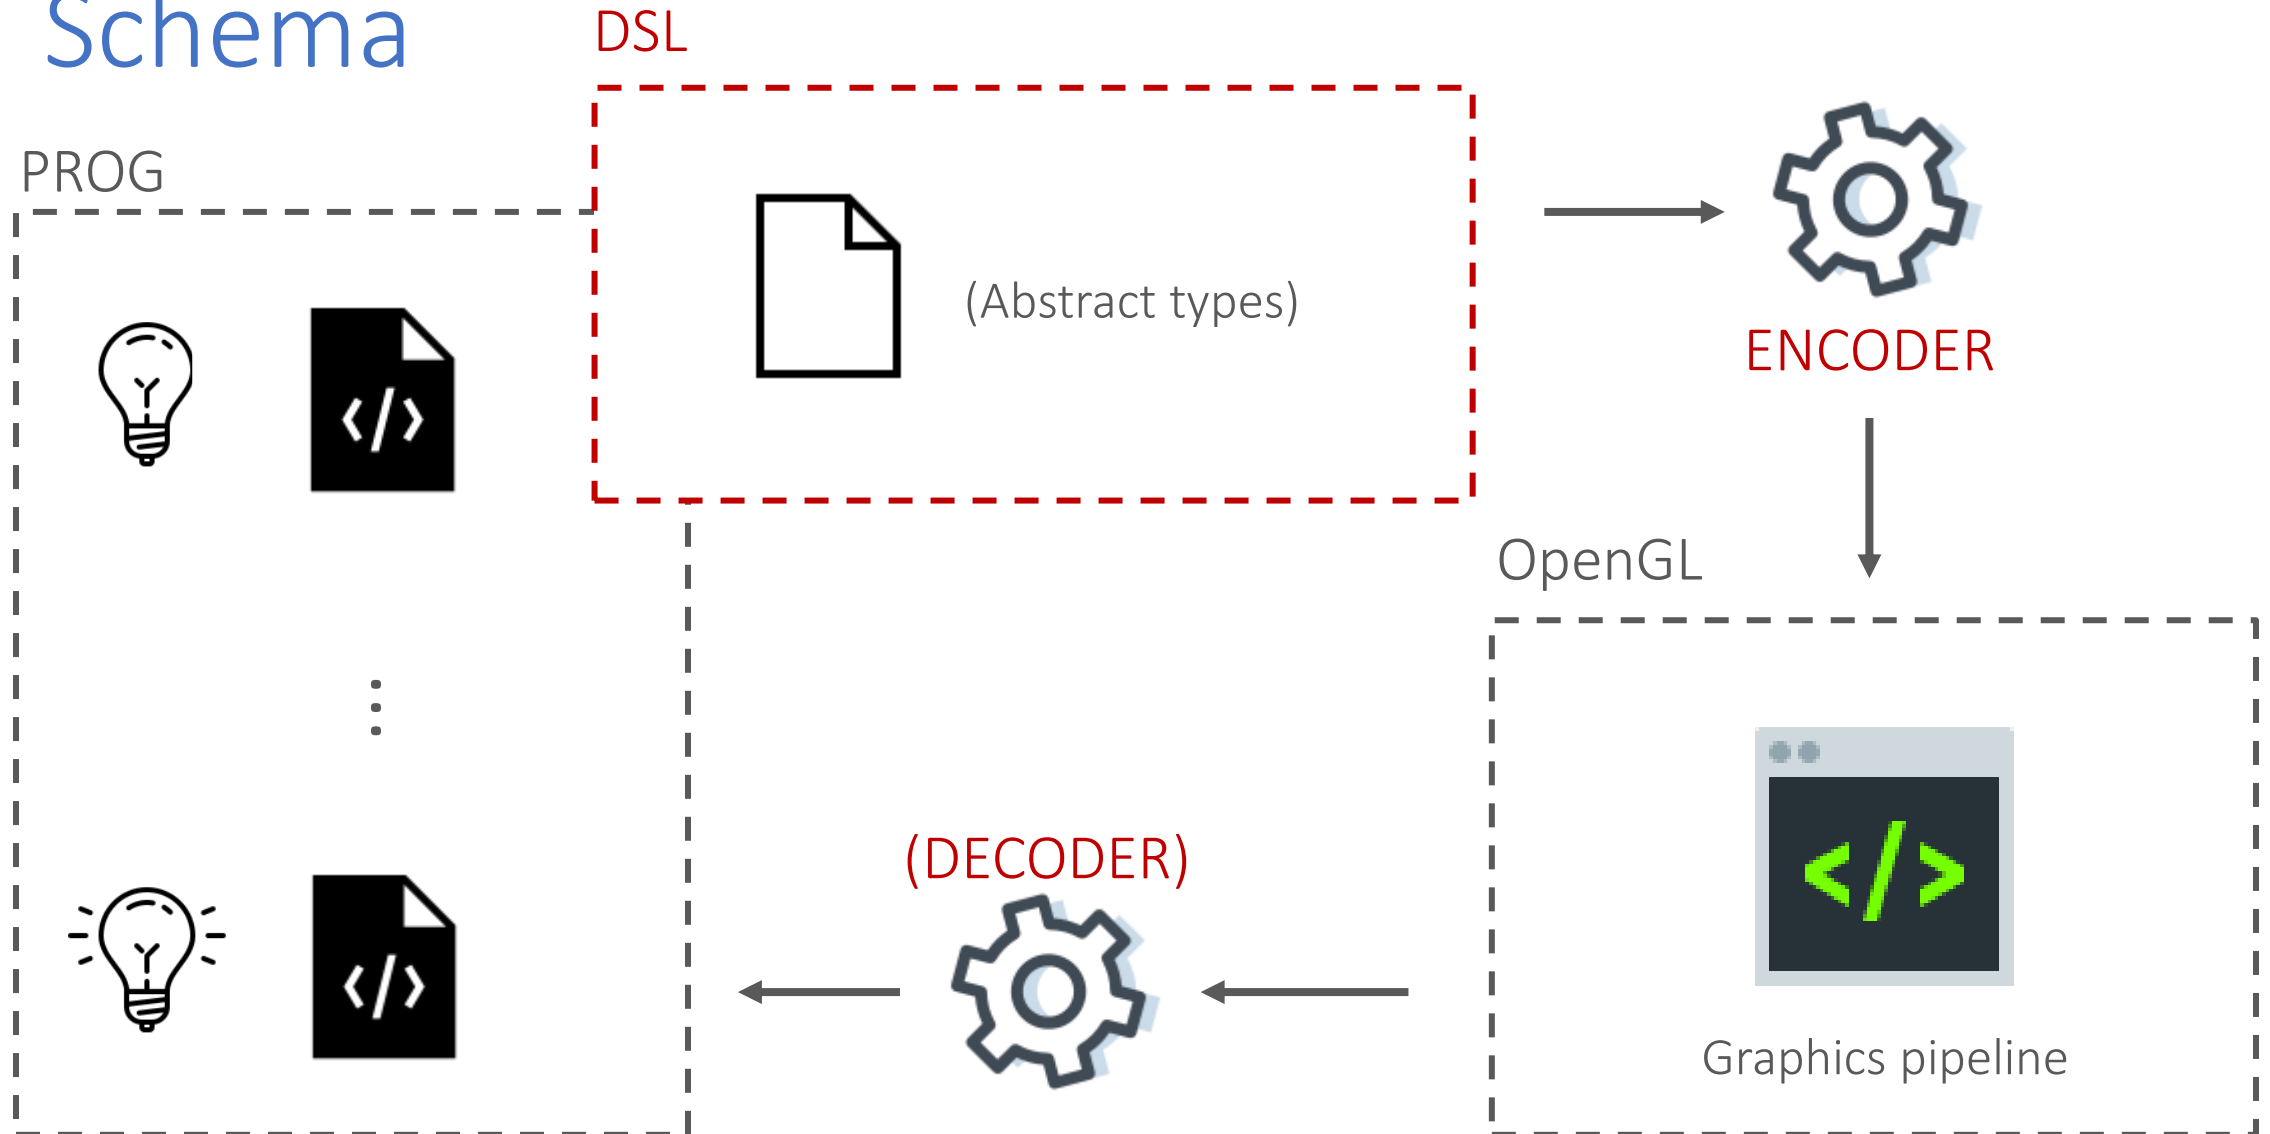 Schema
DSL
PROG
(Abstract types)
ENCODER
OpenGL
</>
</>
(DECODER)
</>
Graphics pipeline